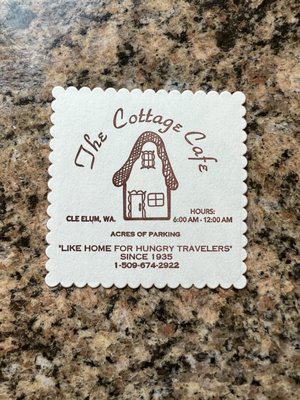 The Cottage Cafe
CLE ELUM, WA.
HOURS:
6:00 AM - 12:00 AM
ACRES OF PARKING
"LIKE HOME FOR HUNGRY TRAVELERS"
SINCE 1935
1-509-674-2922